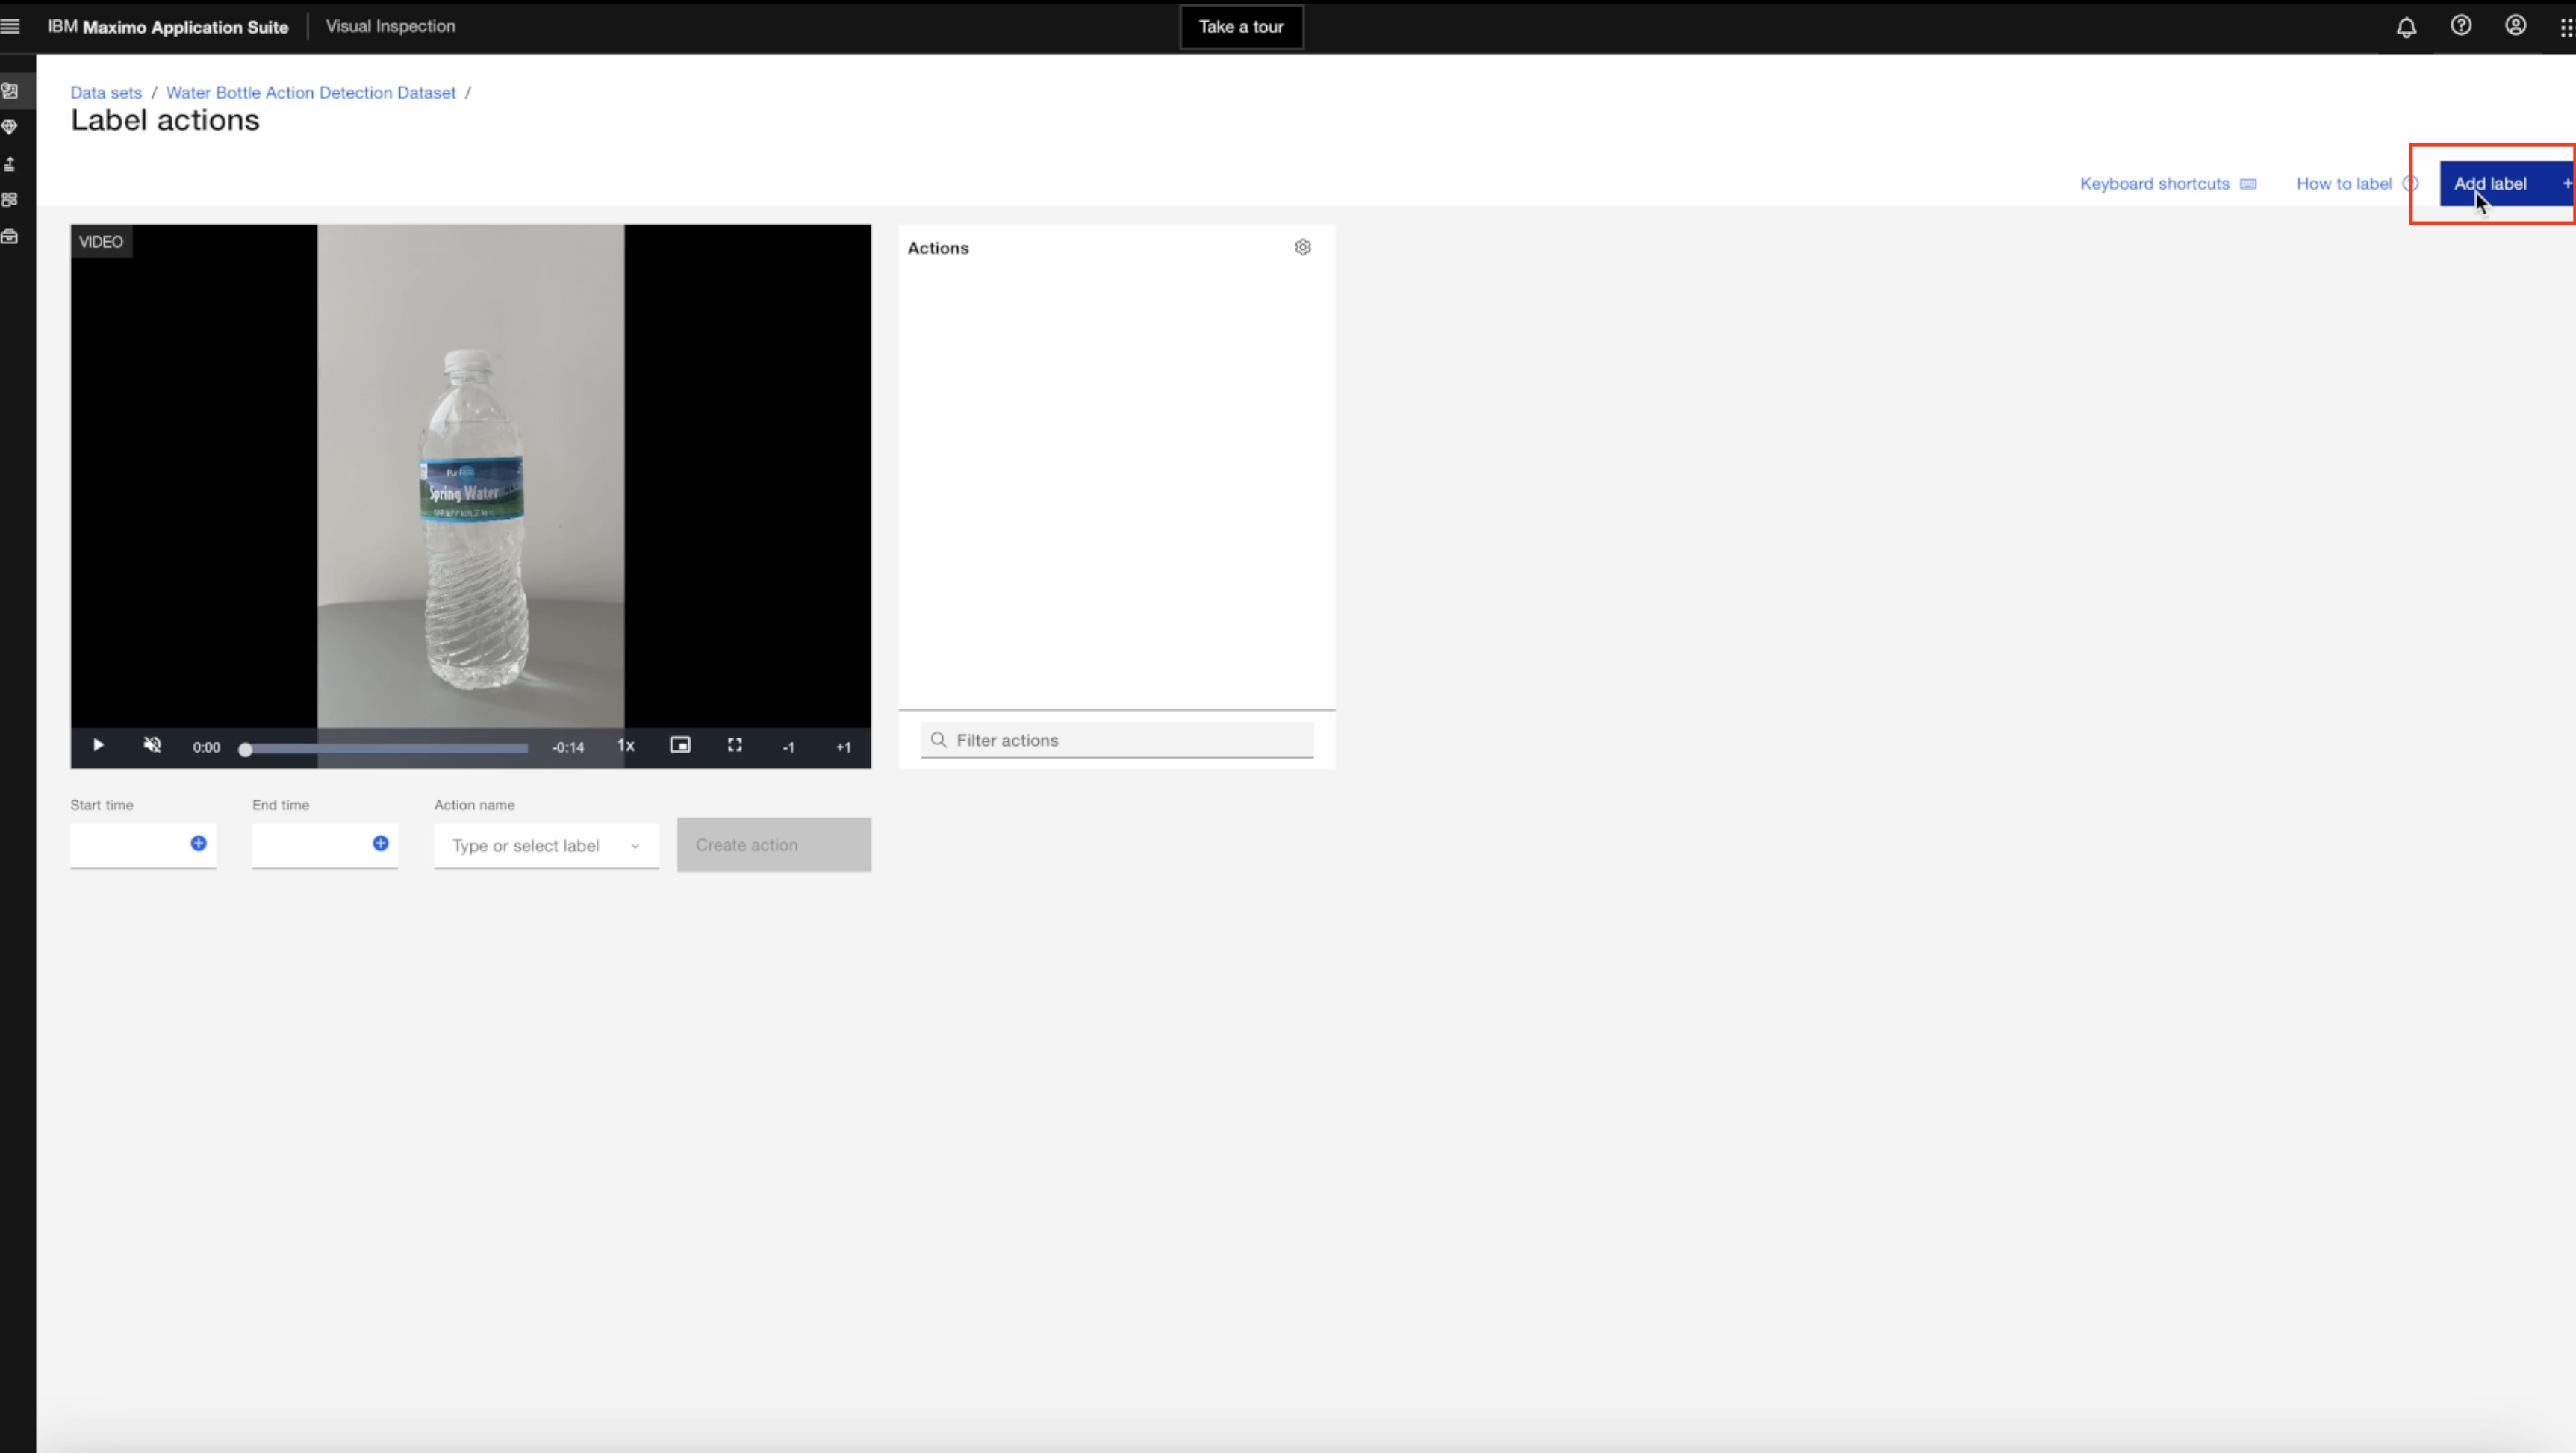 IBM Maximo Application Suite
Visual Inspection
Take a tour
Data sets / Water Bottle Action Detection Dataset /
Label actions
Keyboard shortcuts
How to label
Add label +
VIDEO
Spring Water
0:00
-0:14
1x
-1
+1
Actions
Filter actions
Start time
End time
Action name
Type or select label
Create action